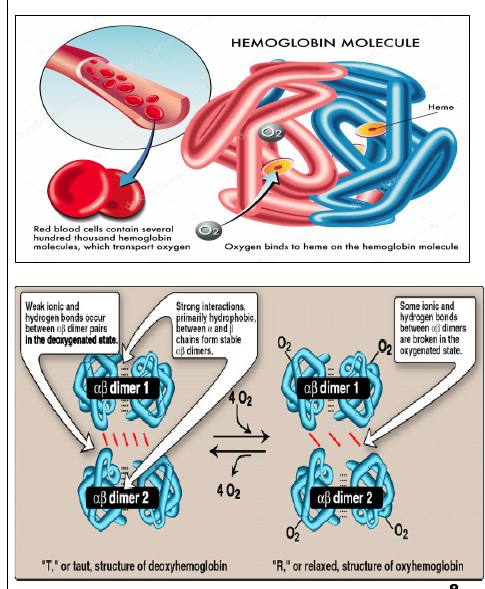 HEMOGLOBIN MOLECULE
Heme
O2
O2
Red blood cells contain several
hundred thousand hemoglobin
molecules, which transport oxygen
Oxygen binds to heme on the hemoglobin molecule
Weak ionic and
hydrogen bonds occur
between αβ dimer pairs
in the deoxygenated state.
Strong interactions,
primarily hydrophobic,
between α and β
chains form stable
αβ dimers.
Some ionic and
hydrogen bonds
between αβ dimers
are broken in the
oxygenated state.
O2
O2
αβ dimer 1
αβ dimer 1
4 O2
4 O2
αβ dimer 2
αβ dimer 2
O2
O2
"T," or taut, structure of deoxyhemoglobin
"R," or relaxed, structure of oxyhemoglobin